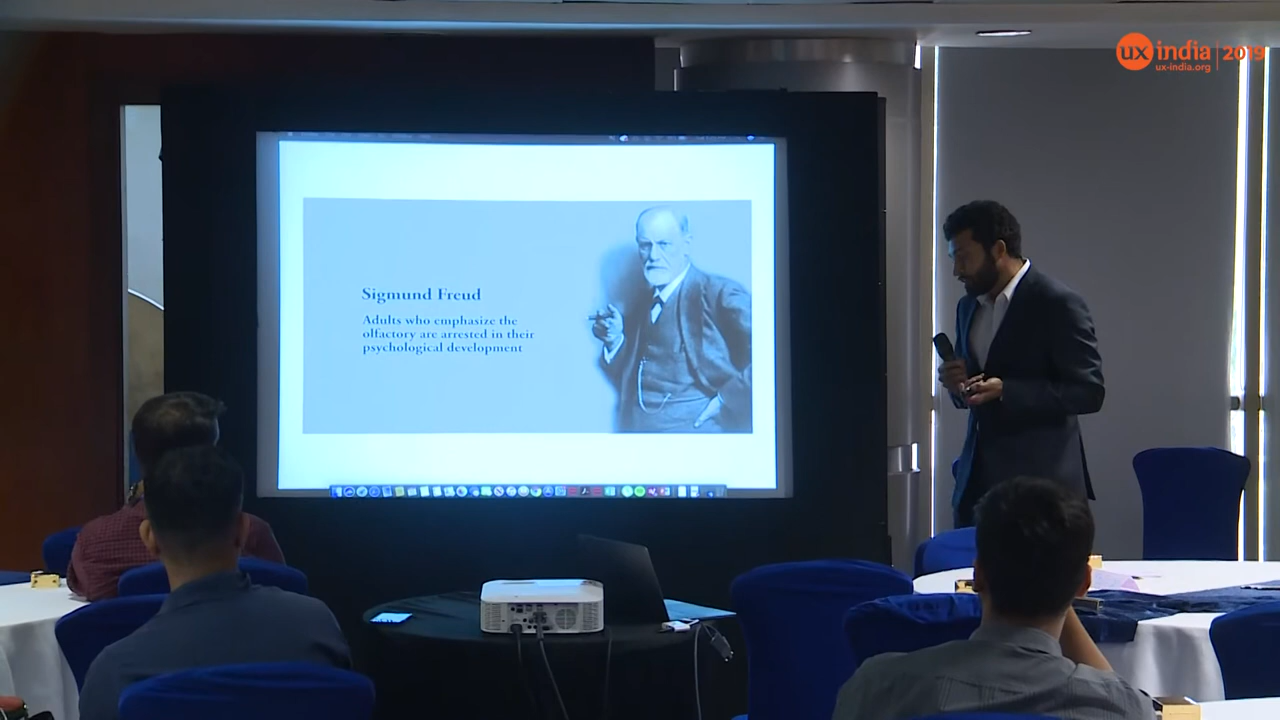 ux india 2019
ux-india.org
Sigmund Freud
Adults who emphasize the
olfactory are arrested in their
psychological development